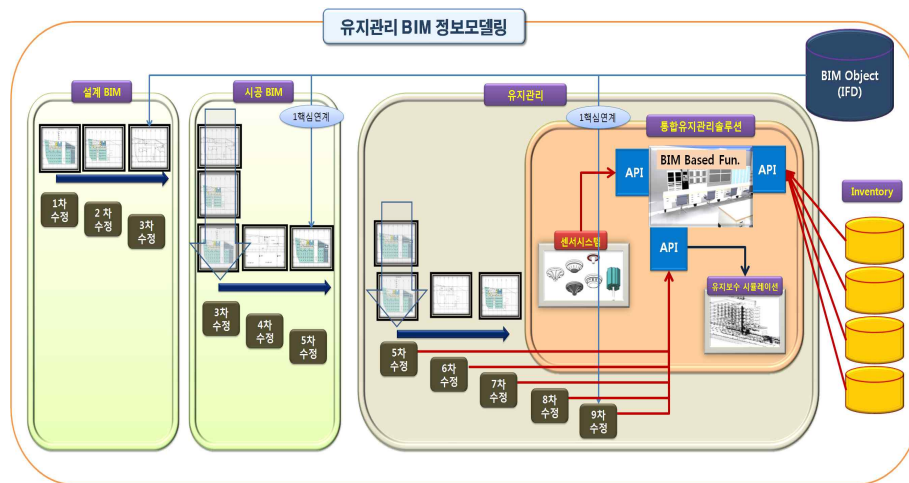 유지관리 BIM 정보모델링
BIM Object
(IFD)
설계 BIM
시공 BIM
유지관리
1핵심연계
1핵심연계
통합유지관리솔루션
API
BIM Based Fun.
API
Inventory
센서시스템
API
유지보수 시뮬레이션
1차
수정
2 차
수정
3차
수정
3차
수정
4차
수정
5차
수정
5차
수정
6차
수정
7차
수정
8차
수정
9차
수정